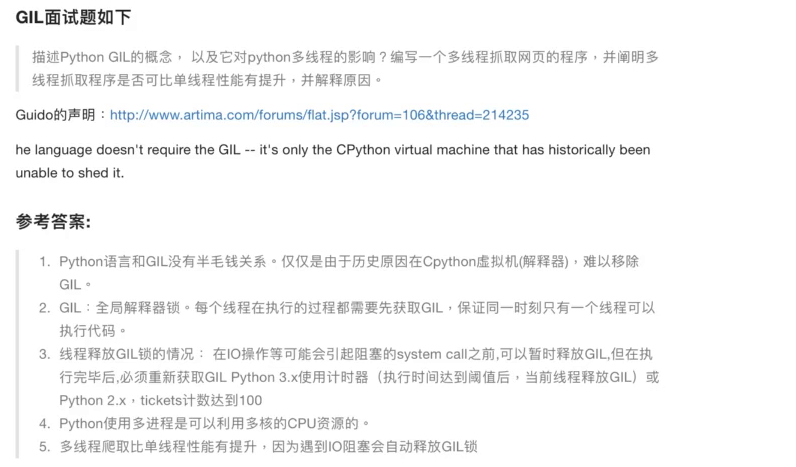 GIL面试题如下
描述Python GIL的概念， 以及它对python多线程的影响？编写一个多线程抓取网页的程序，并阐明多
线程抓取程序是否可比单线程性能有提升，并解释原因。
Guido的声明：http://www.artima.com/forums/flat.jsp?forum=106&thread=214235
he language doesn't require the GIL -- it's only the CPython virtual machine that has historically been
unable to shed it.
参考答案:
1. Python语言和GIL没有半毛钱关系。仅仅是由于历史原因在Cpython虚拟机(解释器)，难以移除
GIL。
2. GIL：全局解释器锁。每个线程在执行的过程都需要先获取GIL，保证同一时刻只有一个线程可以
执行代码。
3. 线程释放GIL锁的情况： 在IO操作等可能会引起阻塞的system call之前,可以暂时释放GIL,但在执
行完毕后,必须重新获取GIL Python 3.x使用计时器（执行时间达到阈值后，当前线程释放GIL）或
Python 2.x，tickets计数达到100
4. Python使用多进程是可以利用多核的CPU资源的。
5. 多线程爬取比单线程性能有提升，因为遇到IO阻塞会自动释放GIL锁